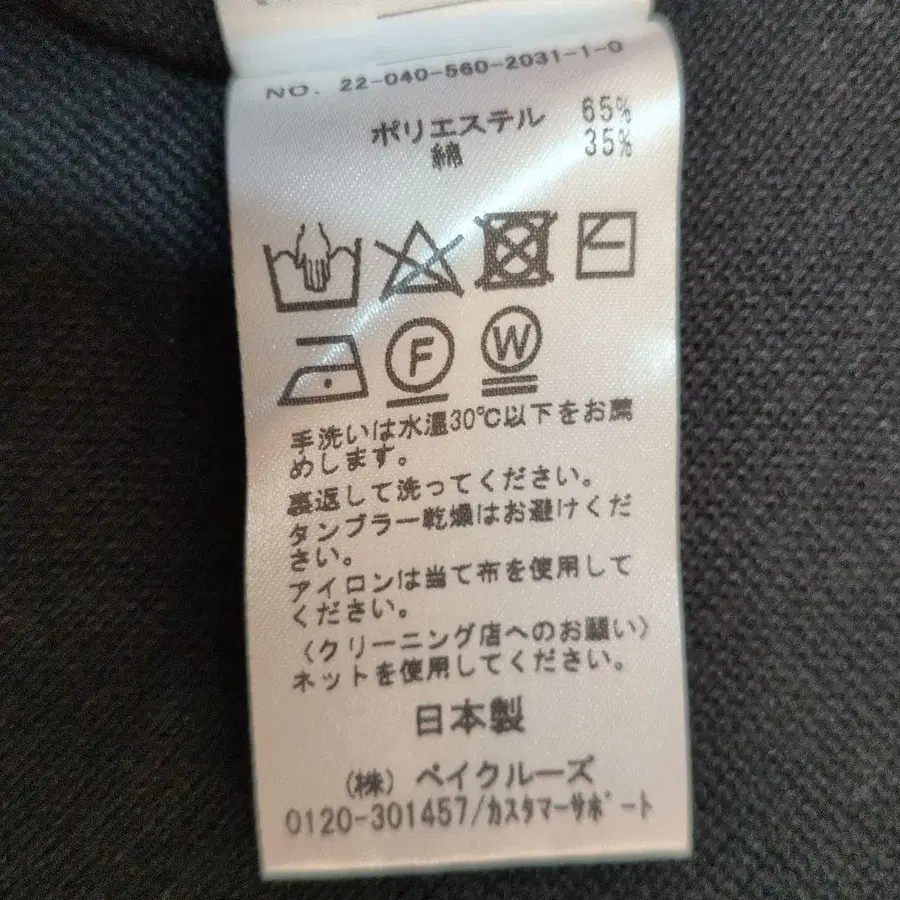 NO. 22-040-560-2031-1-0
ポリエステル 65%
綿 35%
F W
手洗いは水温30℃以下をお薦
めします。
裏返して洗ってください。
タンブラー乾燥はお避けくだ
さい。
アイロンは当て布を使用して
ください。
〈クリーニング店へのお願い〉
ネットを使用してください。
日本製
（株）ベイクルーズ
0120-301457/ｶｽﾀﾏｰｻﾎﾟｰﾄ